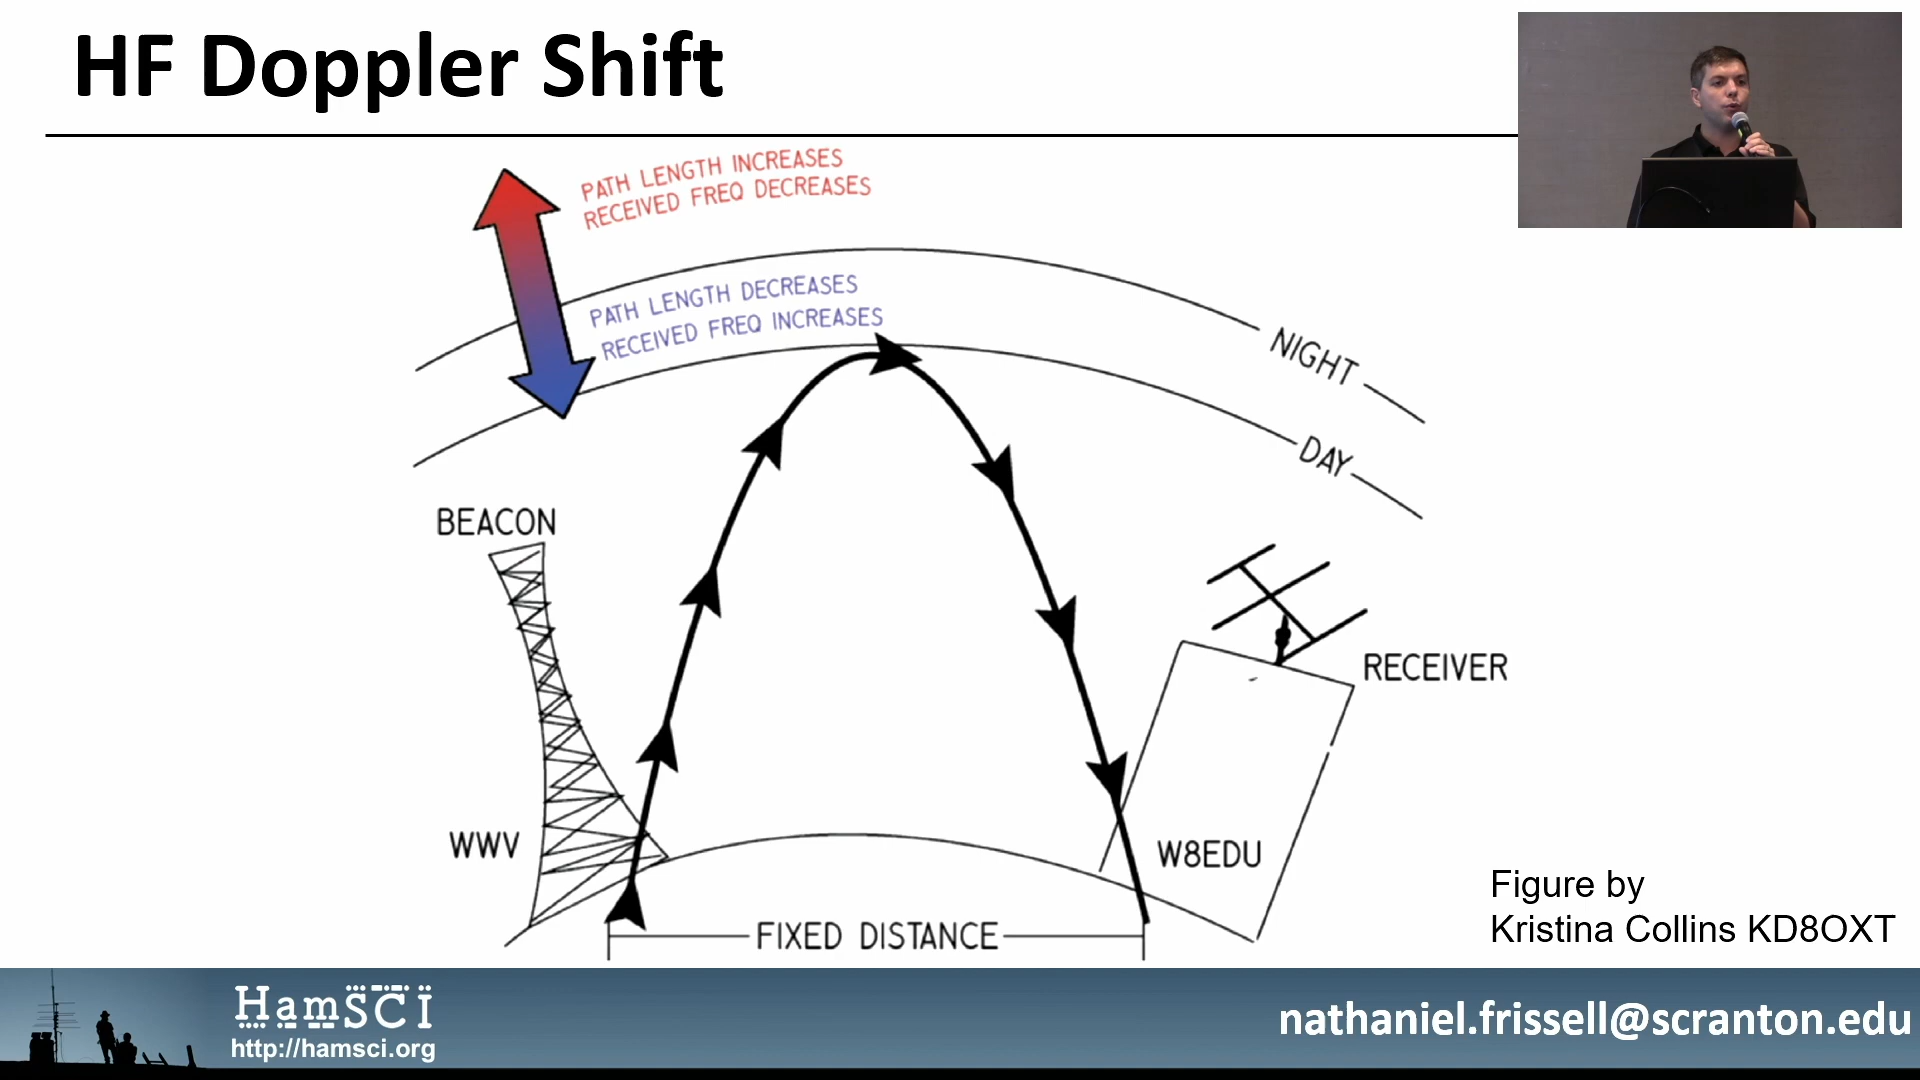 HF Doppler Shift
PATH LENGTH INCREASES
RECEIVED FREQ DECREASES
PATH LENGTH DECREASES
RECEIVED FREQ INCREASES
NIGHT
DAY
BEACON
RECEIVER
WWV
W8EDU
FIXED DISTANCE
Figure by
Kristina Collins KD8OXT
HamSCI
http://hamsci.org
nathaniel.frissell@scranton.edu